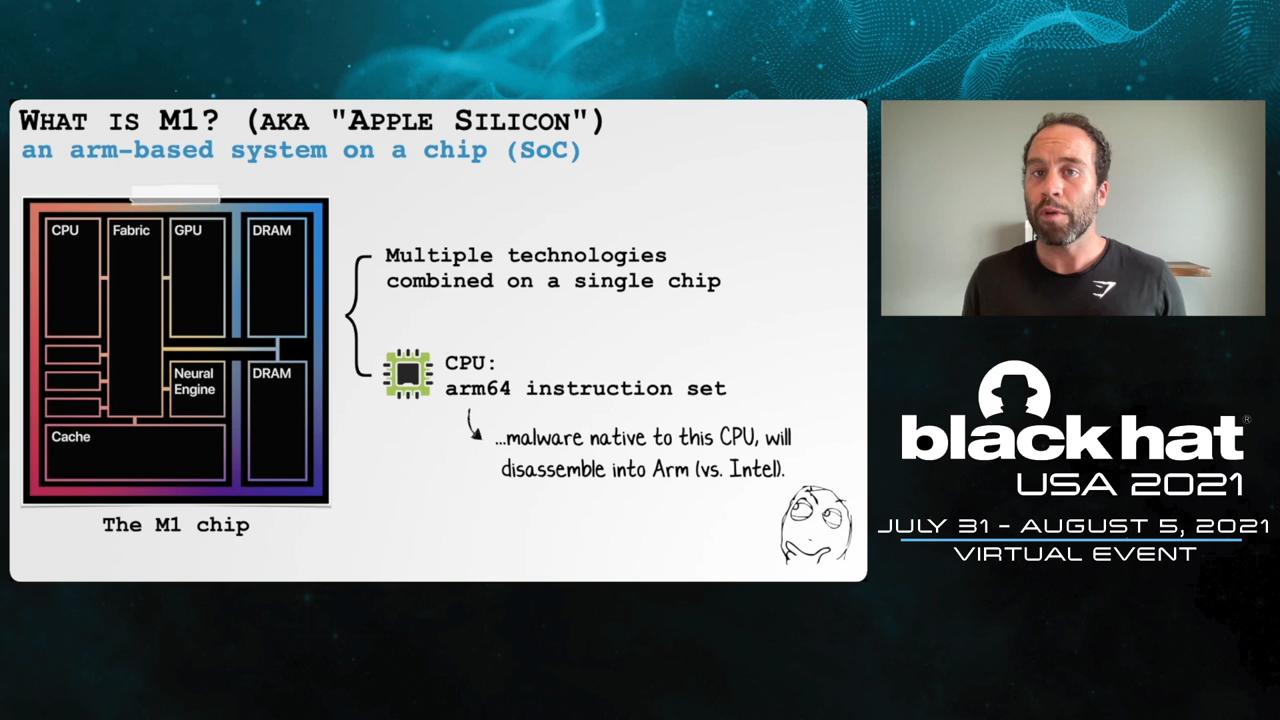 What is M1? (aka "Apple Silicon")
an arm-based system on a chip (SoC)
CPU
Fabric
GPU
DRAM
Neural
Engine
DRAM
Cache
The M1 chip
Multiple technologies
combined on a single chip
CPU:
arm64 instruction set
...malware native to this CPU, will
disassemble into Arm (vs. Intel).
black hat®
USA 2021
JULY 31 - AUGUST 5, 2021
VIRTUAL EVENT